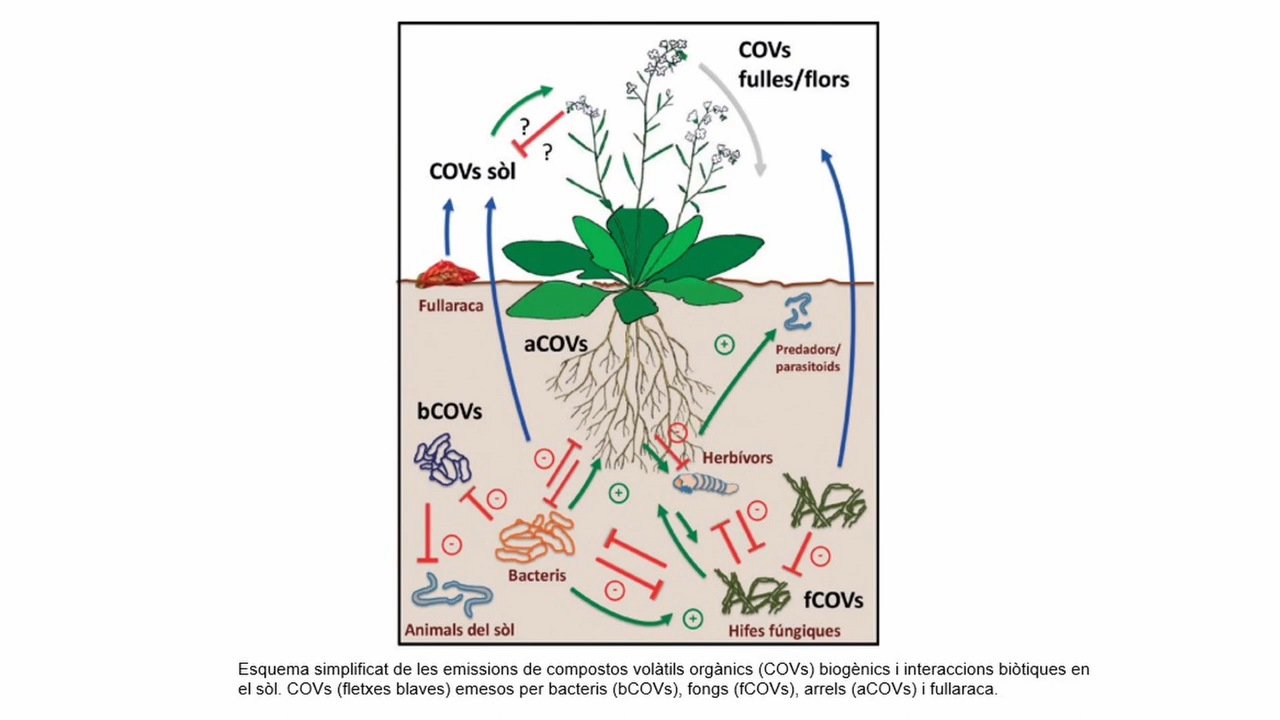 COVs
fulles/flors
?
?
COVs sòl
Fullaraca
aCOVs
+
Predadors/
parasitoids
bCOVs
-
-
Herbívors
+
-
-
-
Bacteris
-
-
+
fCOVs
Animals del sòl
Hifes fúngiques
Esquema simplificat de les emissions de compostos volàtils orgànics (COVs) biogènics i interaccions biòtiques en
el sòl. COVs (fletxes blaves) emesos per bacteris (bCOVs), fongs (fCOVs), arrels (aCOVs) i fullaraca.